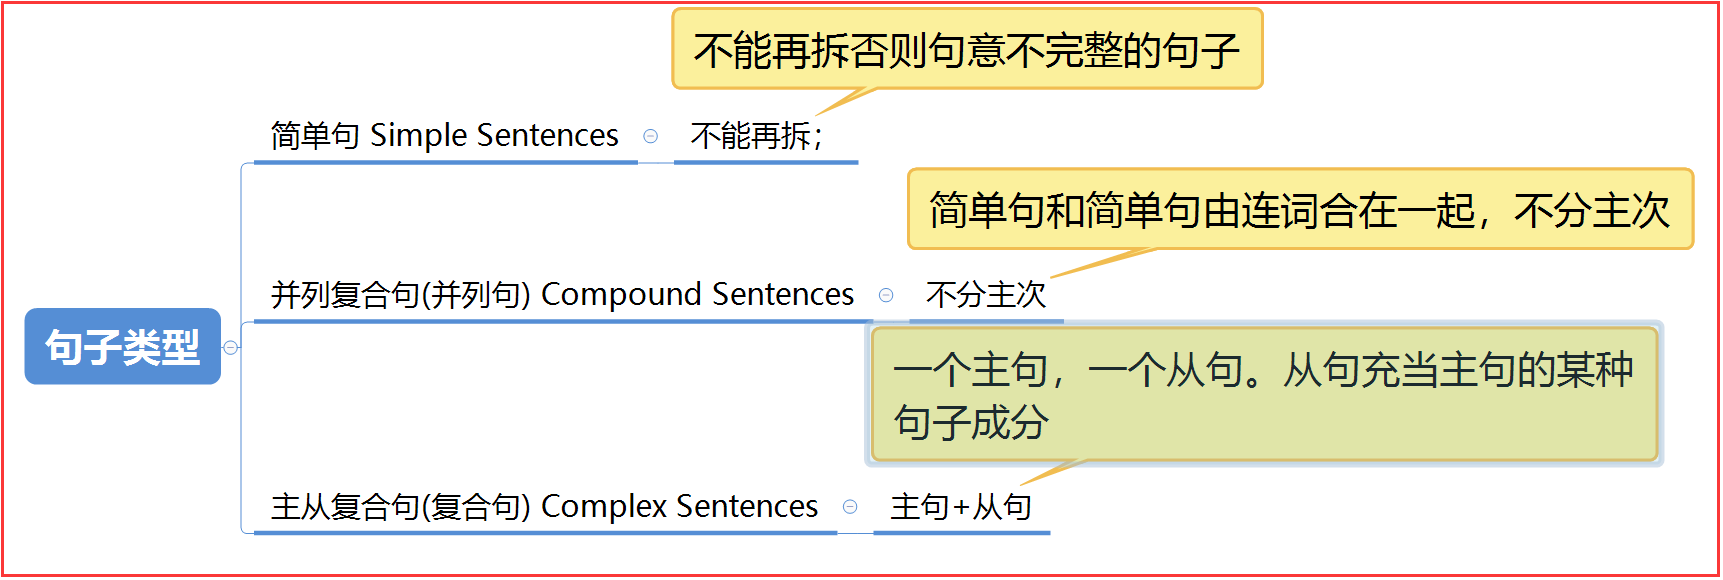 不能再拆否则句意不完整的句子
简单句 Simple Sentences
不能再拆；
简单句和简单句由连词合在一起，不分主次
并列复合句(并列句) Compound Sentences
不分主次
句子类型
一个主句，一个从句。从句充当主句的某种
句子成分
主从复合句(复合句) Complex Sentences
主句+从句